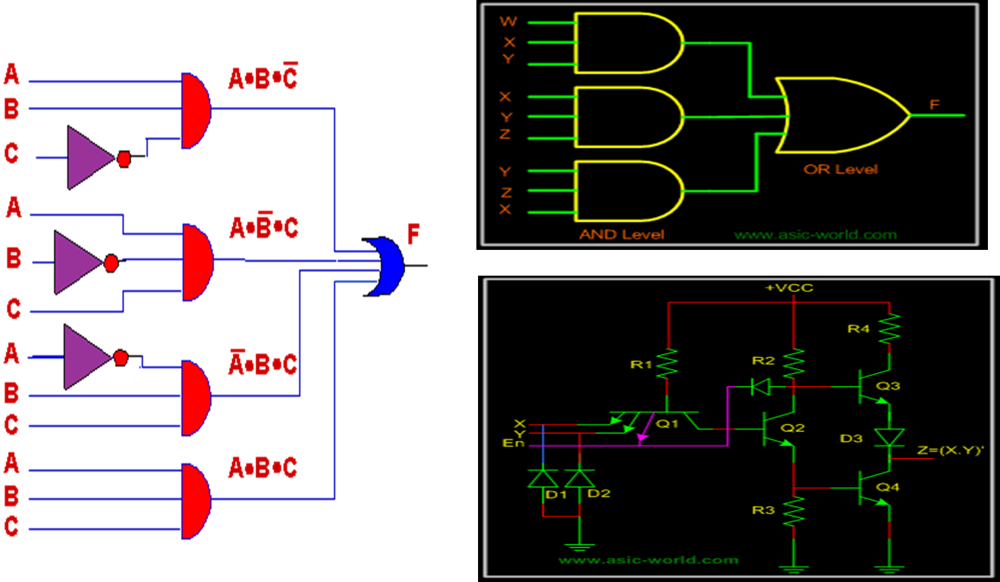 A
B
C
A•B•C̅
A
B
C
A•B̅•C
A
B
C
A̅•B•C
A
B
C
A•B•C
F
W
X
Y
X
Y
Z
Y
Z
X
F
OR Level
AND Level
www.asic-world.com
+VCC
R4
R1
R2
Q3
X
Y
En
Q1
Q2
D3
Z=(X.Y)'
D1
D2
Q4
R3
www.asic-world.com